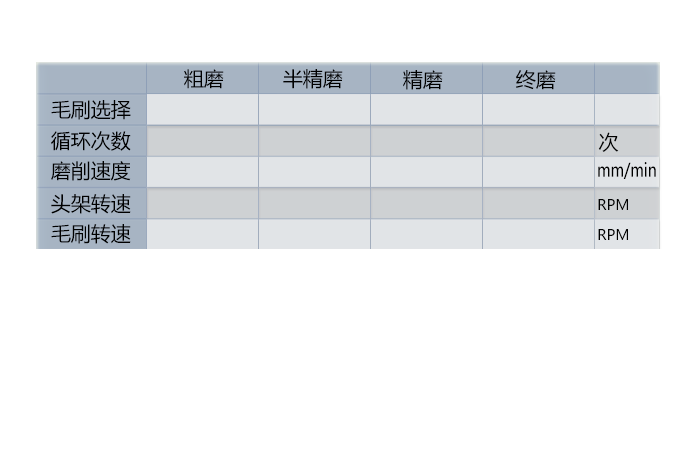 粗磨 半精磨 精磨 终磨
毛刷选择
循环次数 次
磨削速度 mm/min
头架转速 RPM
毛刷转速 RPM